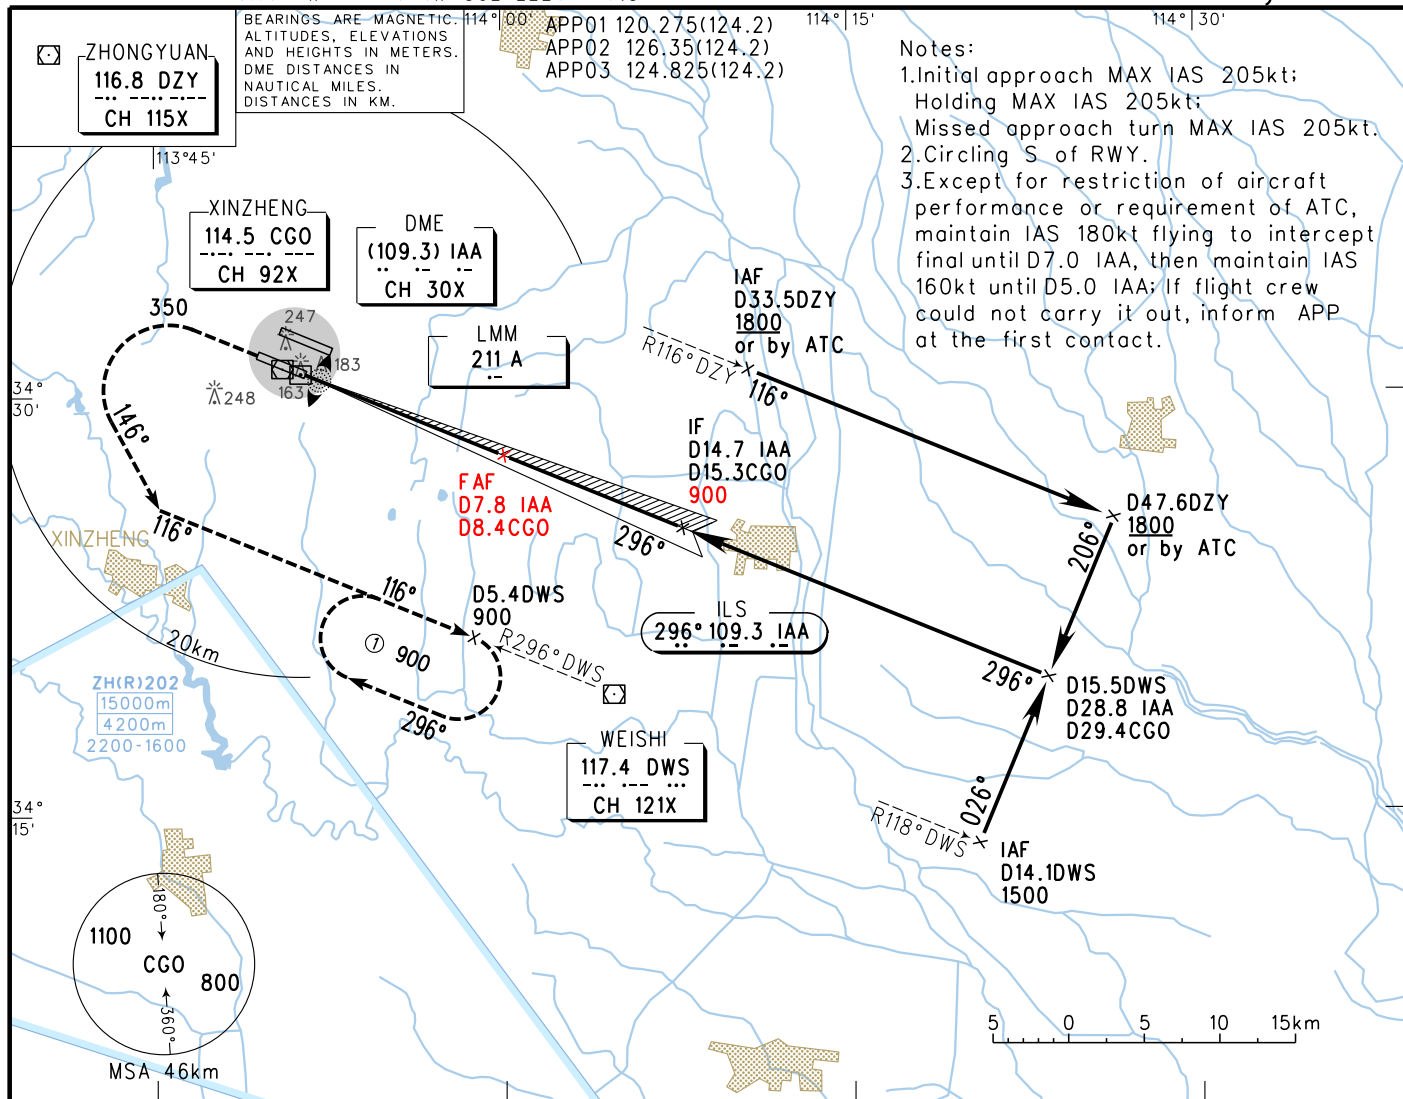 BEARINGS ARE MAGNETIC.
ALTITUDES, ELEVATIONS
AND HEIGHTS IN METERS.
DME DISTANCES IN
NAUTICAL MILES.
DISTANCES IN KM.
ZHONGYUAN
116.8 DZY
CH 115X
114°00'
114°15'
114°30'
113°45'
APP01 120.275(124.2)
APP02 126.35(124.2)
APP03 124.825(124.2)
Notes:
1.Initial approach MAX IAS 205kt;
Holding MAX IAS 205kt;
Missed approach turn MAX IAS 205kt.
2.Circling S of RWY.
3.Except for restriction of aircraft
performance or requirement of ATC,
maintain IAS 180kt flying to intercept
final until D7.0 IAA, then maintain IAS
160kt until D5.0 IAA; If flight crew
could not carry it out, inform APP
at the first contact.
XINZHENG
114.5 CGO
CH 92X
DME
(109.3) IAA
CH 30X
LMM
211 A
350
247
183
163
248
34°
30'
IAF
D33.5DZY
1800
or by ATC
R116°DZY
116°
IF
D14.7 IAA
D15.3CGO
900
FAF
D7.8 IAA
D8.4CGO
296°
D47.6DZY
1800
or by ATC
206°
146°
116°
XINZHENG
116°
D5.4DWS
900
R296°DWS
① 900
296°
ILS
296° 109.3 IAA
20km
ZH(R)202
15000m
4200m
2200-1600
296°
D15.5DWS
D28.8 IAA
D29.4CGO
WEISHI
117.4 DWS
CH 121X
34°
15'
026°
R118°DWS
IAF
D14.1DWS
1500
180°
1100
CGO
800
360°
MSA 46km
5 0 5 10 15km